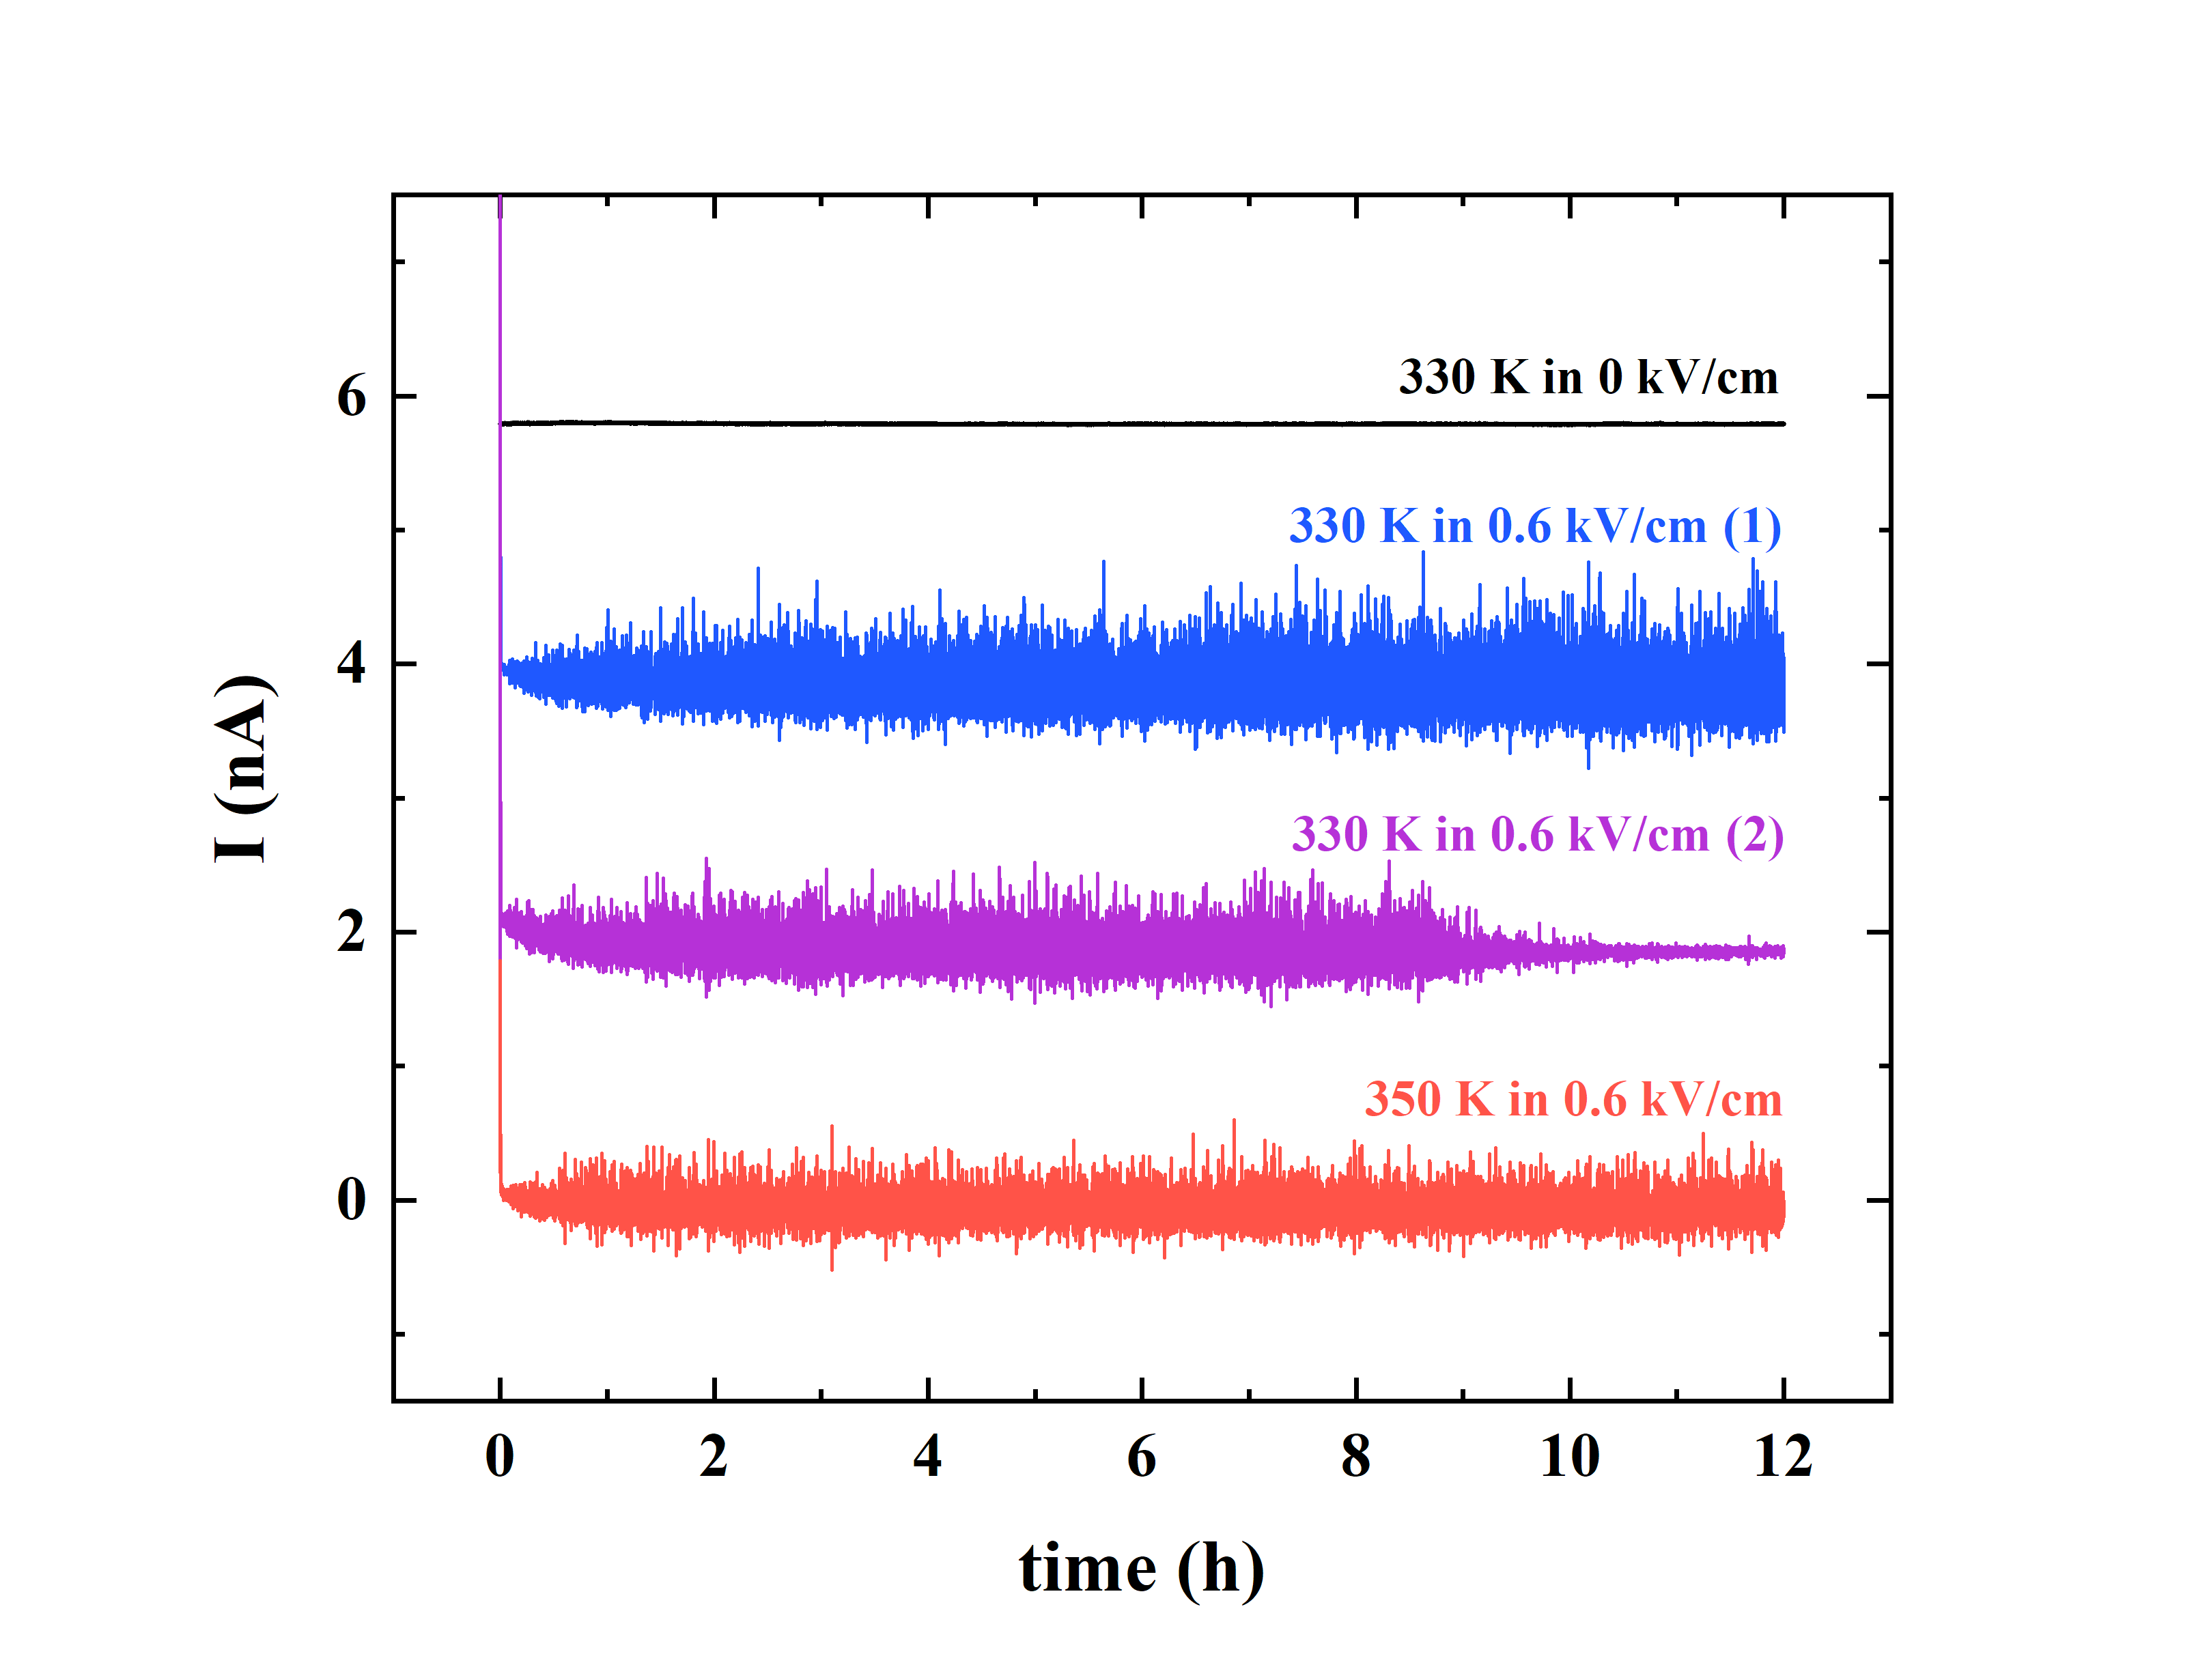 330 K in 0 kV/cm
6
330 K in 0.6 kV/cm (1)
4
I (nA)
330 K in 0.6 kV/cm (2)
2
350 K in 0.6 kV/cm
0
0 2 4 6 8 10 12
time (h)